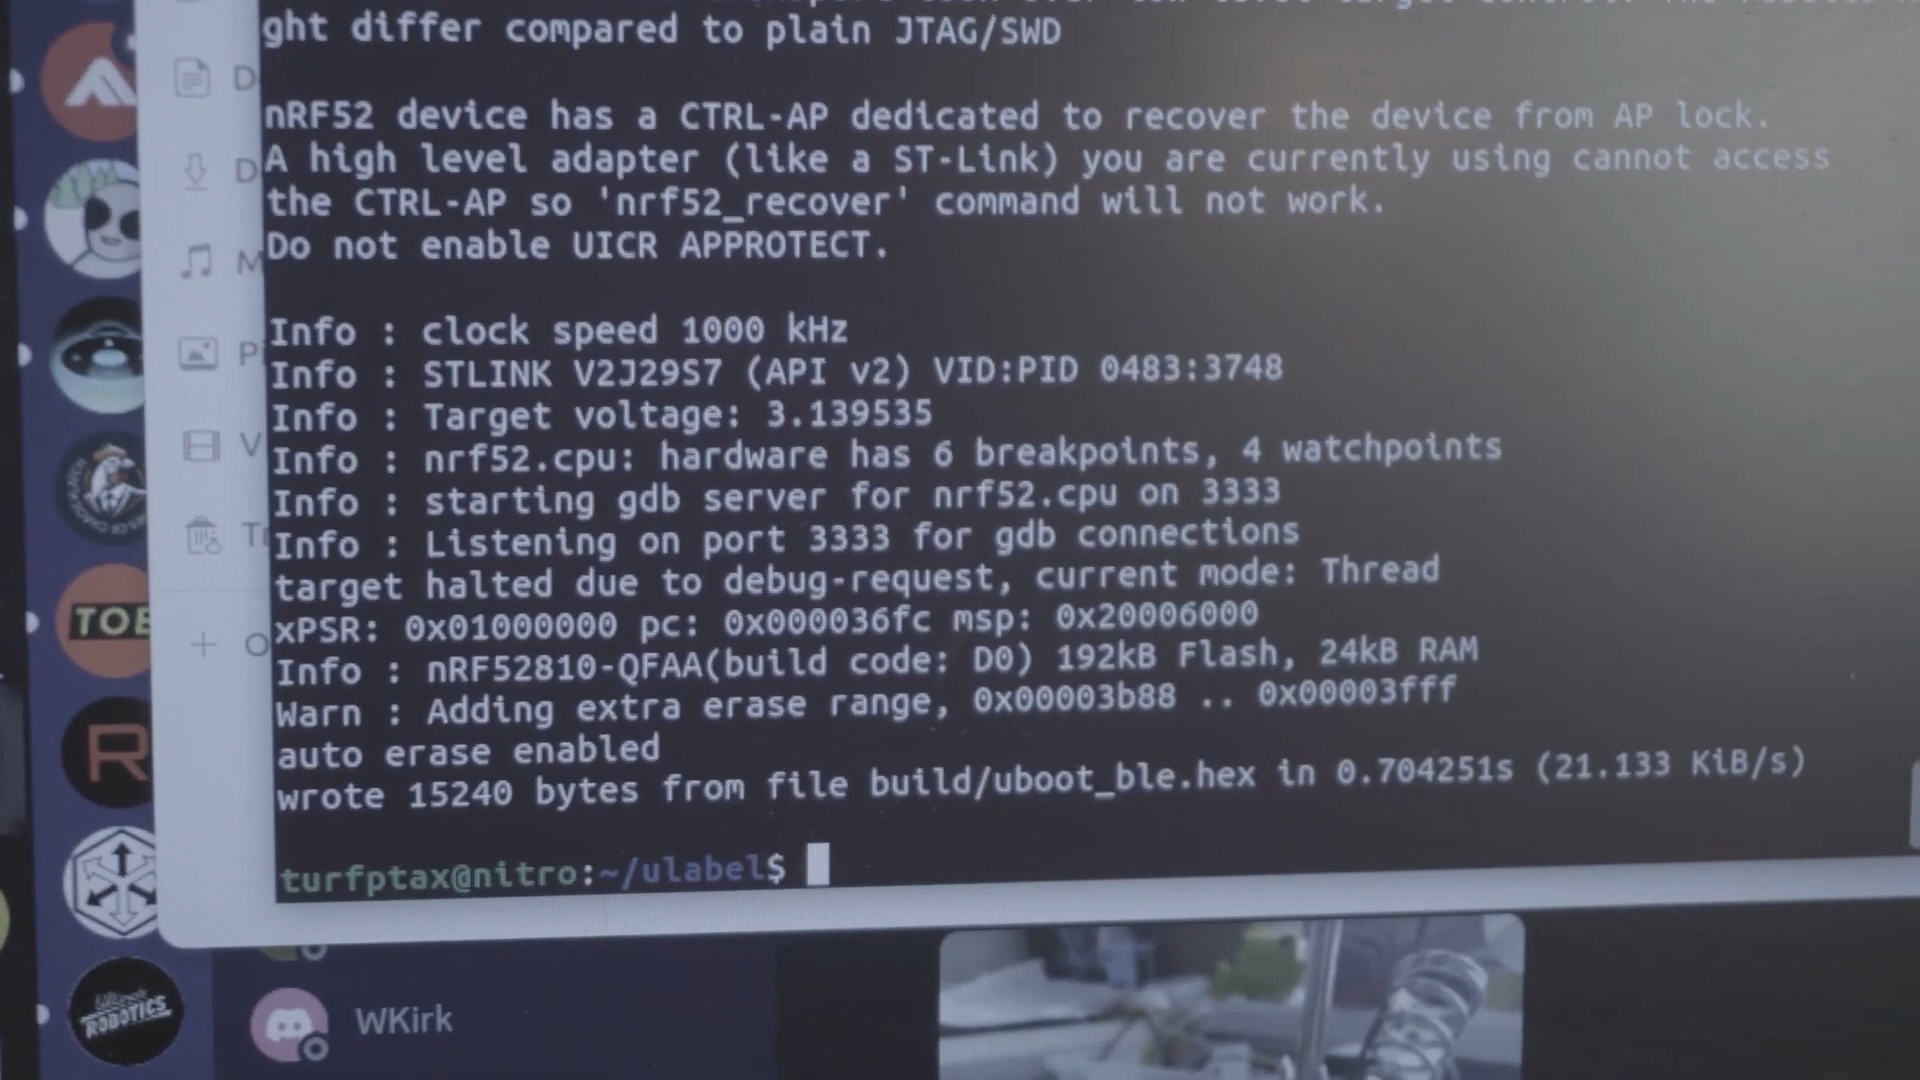 ght differ compared to plain JTAG/SWD
nRF52 device has a CTRL-AP dedicated to recover the device from AP lock.
A high level adapter (like a ST-Link) you are currently using cannot access
the CTRL-AP so 'nrf52_recover' command will not work.
Do not enable UICR APPROTECT.
Info : clock speed 1000 kHz
Info : STLINK V2J29S7 (API v2) VID:PID 0483:3748
Info : Target voltage: 3.139535
Info : nrf52.cpu: hardware has 6 breakpoints, 4 watchpoints
Info : starting gdb server for nrf52.cpu on 3333
Info : Listening on port 3333 for gdb connections
target halted due to debug-request, current mode: Thread
xPSR: 0x01000000 pc: 0x000036fc msp: 0x20006000
Info : nRF52810-QFAA(build code: D0) 192kB Flash, 24kB RAM
Warn : Adding extra erase range, 0x00003b88 .. 0x00003fff
auto erase enabled
wrote 15240 bytes from file build/uboot_ble.hex in 0.704251s (21.133 KiB/s)
turfptax@nitro:~/ulabel$
D
D
M
Pi
V
Tr
+ O
TOE
R
ROBOTICS
WKirk